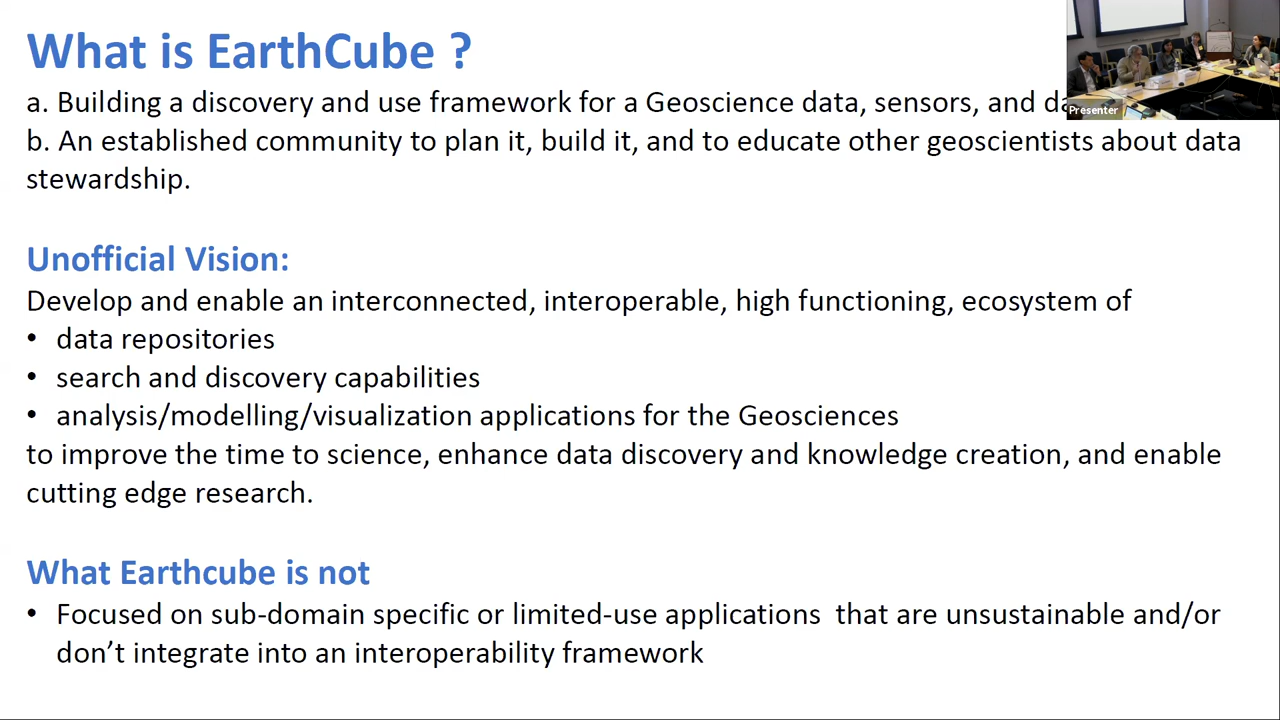 What is EarthCube ?
a. Building a discovery and use framework for a Geoscience data, sensors, and
Presenter
b. An established community to plan it, build it, and to educate other geoscientists about data
stewardship.
Unofficial Vision:
Develop and enable an interconnected, interoperable, high functioning, ecosystem of
• data repositories
• search and discovery capabilities
• analysis/modelling/visualization applications for the Geosciences
to improve the time to science, enhance data discovery and knowledge creation, and enable
cutting edge research.
What Earthcube is not
• Focused on sub-domain specific or limited-use applications that are unsustainable and/or
don't integrate into an interoperability framework